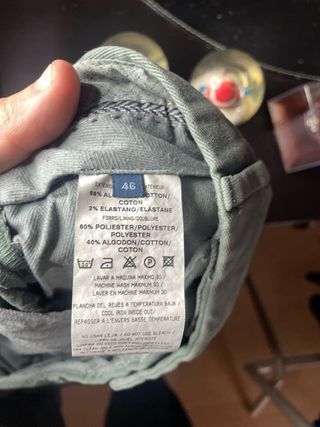 46
98% ALGODON/COTTON/
COTON
2% ELASTANO/ELASTANE
FORRO/LINING/DOUBLURE
60% POLIESTER/POLYESTER/
POLYESTER
40% ALGODON/COTTON/
COTON
LAVAR A MAQUINA MAXIMO 30 /
MACHINE WASH MAXIMUM 30 /
LAVER EN MACHINE MAXIMUM 30
PLANCHA DEL REVES A TEMPERATURA BAJA /
COOL IRON INSIDE OUT/
REPASSER A L'ENVERS BASSE TEMPERATURE
NO USAR LEJIA / DO NOT USE BLEACH /